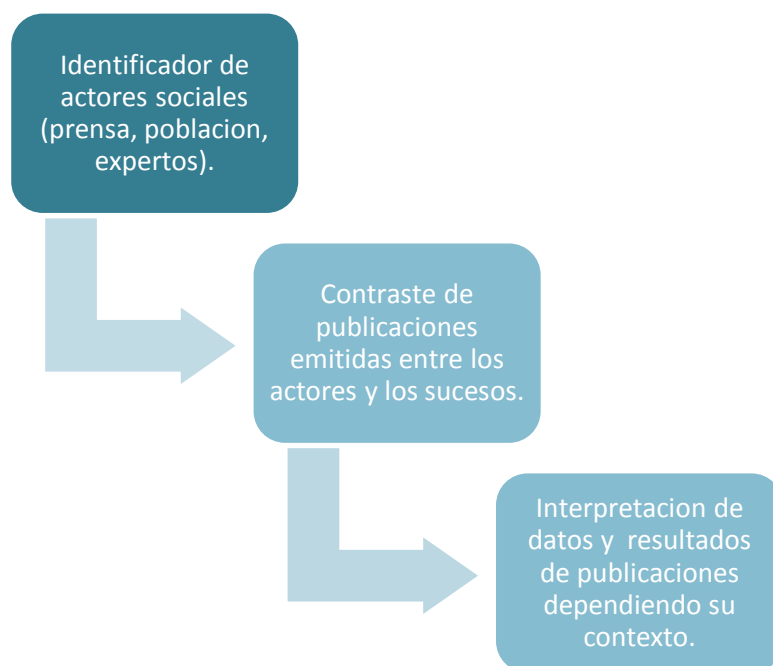 Identificador de
actores sociales
(prensa, poblacion,
expertos).
Contraste de
publicaciones
emitidas entre los
actores y los sucesos.
Interpretacion de
datos y  resultados
de publicaciones
dependiendo su
contexto.